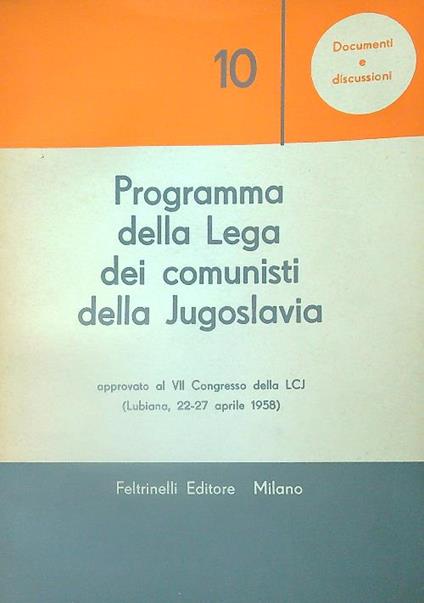 10
Documenti
e
discussioni
Programma
della Lega
dei comunisti
della Jugoslavia
approvato al VII Congresso della LCJ
(Lubiana, 22-27 aprile 1958)
Feltrinelli Editore Milano